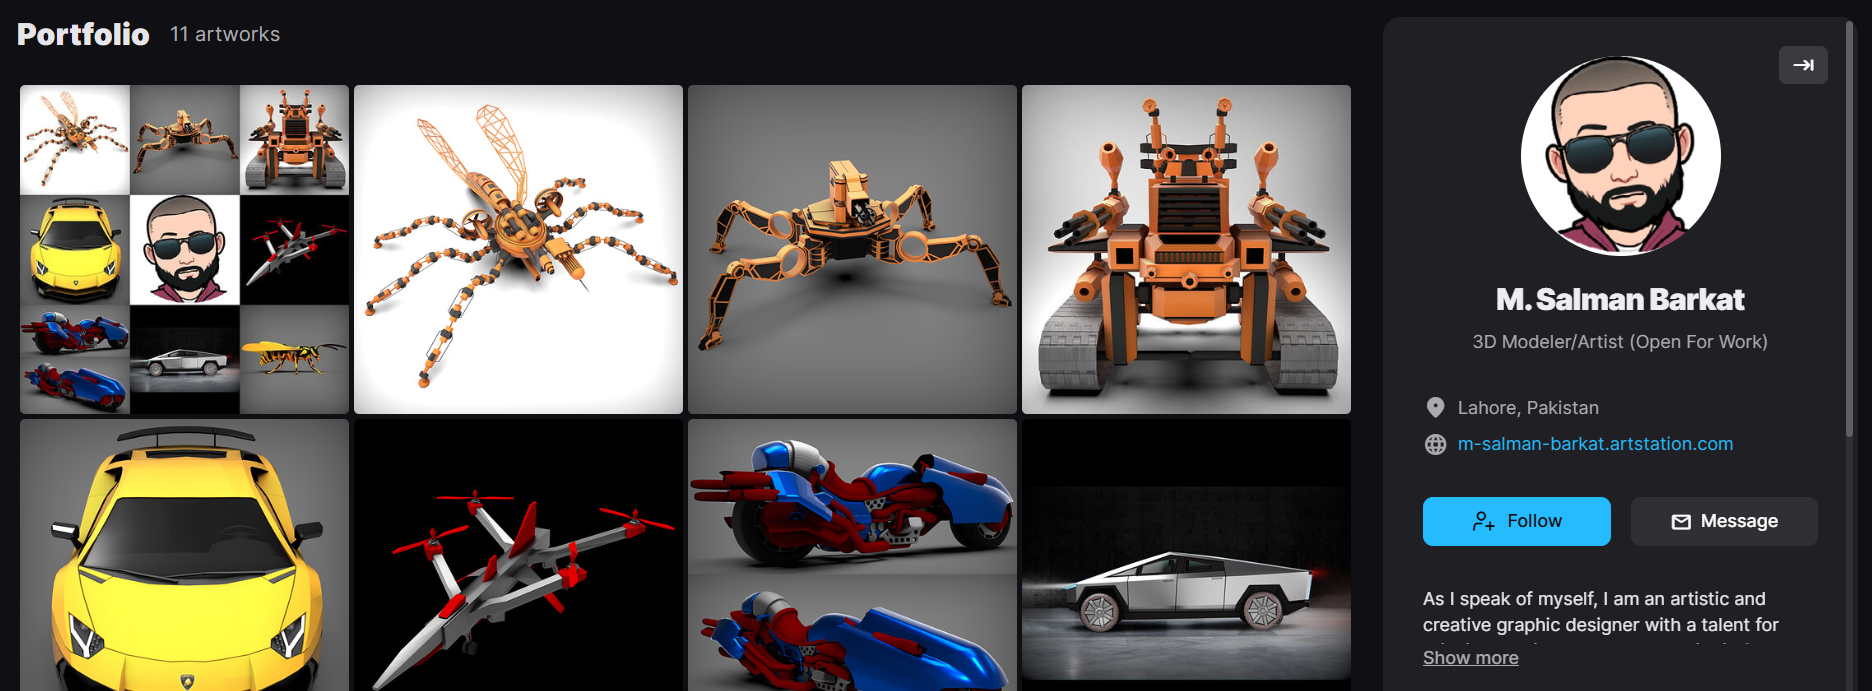 Portfolio 11 artworks
M. Salman Barkat
3D Modeler/Artist (Open For Work)
Lahore, Pakistan
m-salman-barkat.artstation.com
Follow
Message
As I speak of myself, I am an artistic and
creative graphic designer with a talent for
Show more